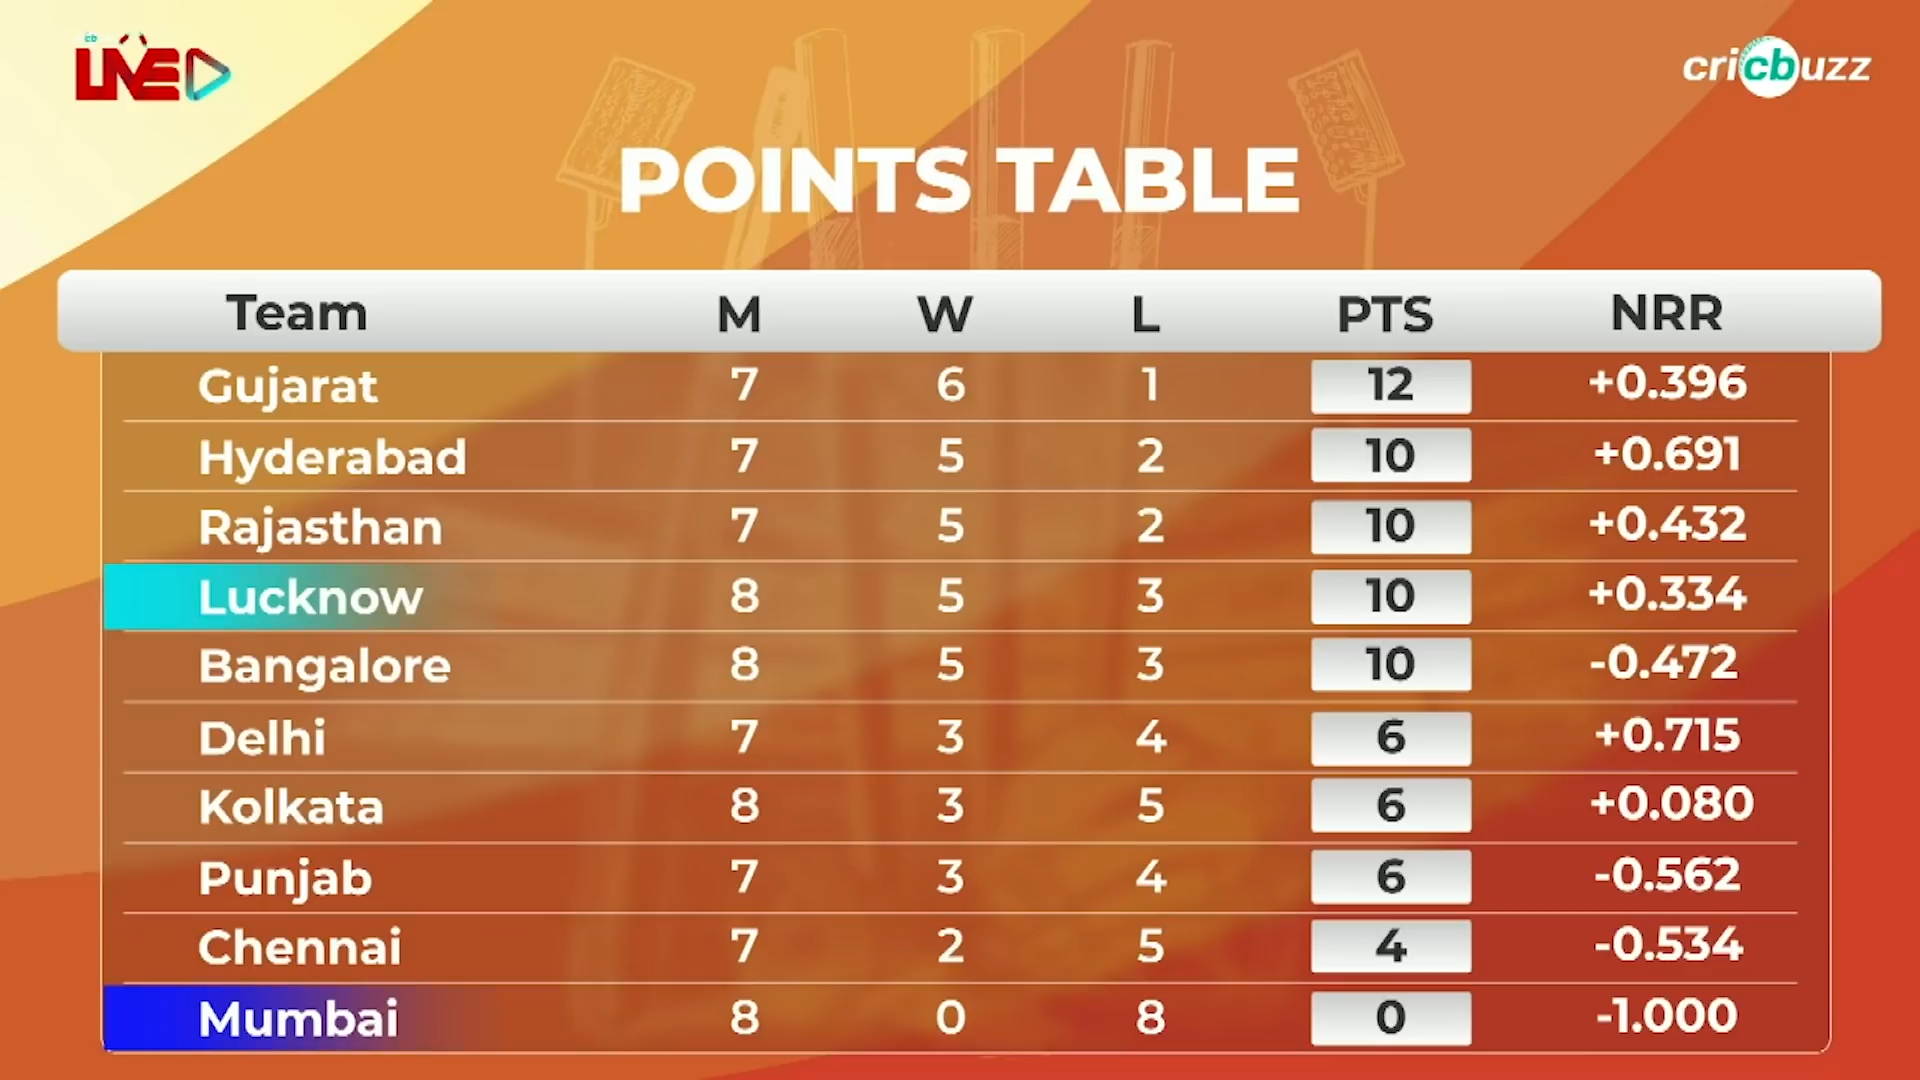 cb
LIVE
cricbuzz
POINTS TABLE
Team M W L PTS NRR
Gujarat 7 6 1 12 +0.396
Hyderabad 7 5 2 10 +0.691
Rajasthan 7 5 2 10 +0.432
Lucknow 8 5 3 10 +0.334
Bangalore 8 5 3 10 -0.472
Delhi 7 3 4 6 +0.715
Kolkata 8 3 5 6 +0.080
Punjab 7 3 4 6 -0.562
Chennai 7 2 5 4 -0.534
Mumbai 8 0 8 0 -1.000